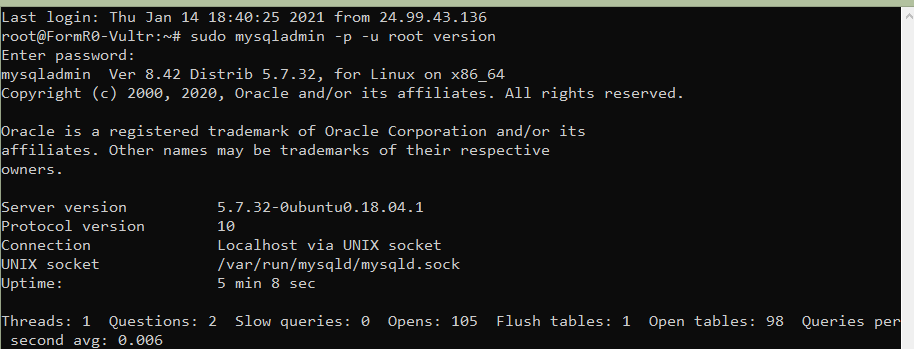 Last login: Thu Jan 14 18:40:25 2021 from 24.99.43.136
root@FormR0-Vultr:~# sudo mysqladmin -p -u root version
Enter password:
mysqladmin  Ver 8.42 Distrib 5.7.32, for Linux on x86_64
Copyright (c) 2000, 2020, Oracle and/or its affiliates. All rights reserved.

Oracle is a registered trademark of Oracle Corporation and/or its
affiliates. Other names may be trademarks of their respective
owners.

Server version          5.7.32-0ubuntu0.18.04.1
Protocol version        10
Connection              Localhost via UNIX socket
UNIX socket             /var/run/mysqld/mysqld.sock
Uptime:                 5 min 8 sec

Threads: 1  Questions: 2  Slow queries: 0  Opens: 105  Flush tables: 1  Open tables: 98  Queries per
 second avg: 0.006